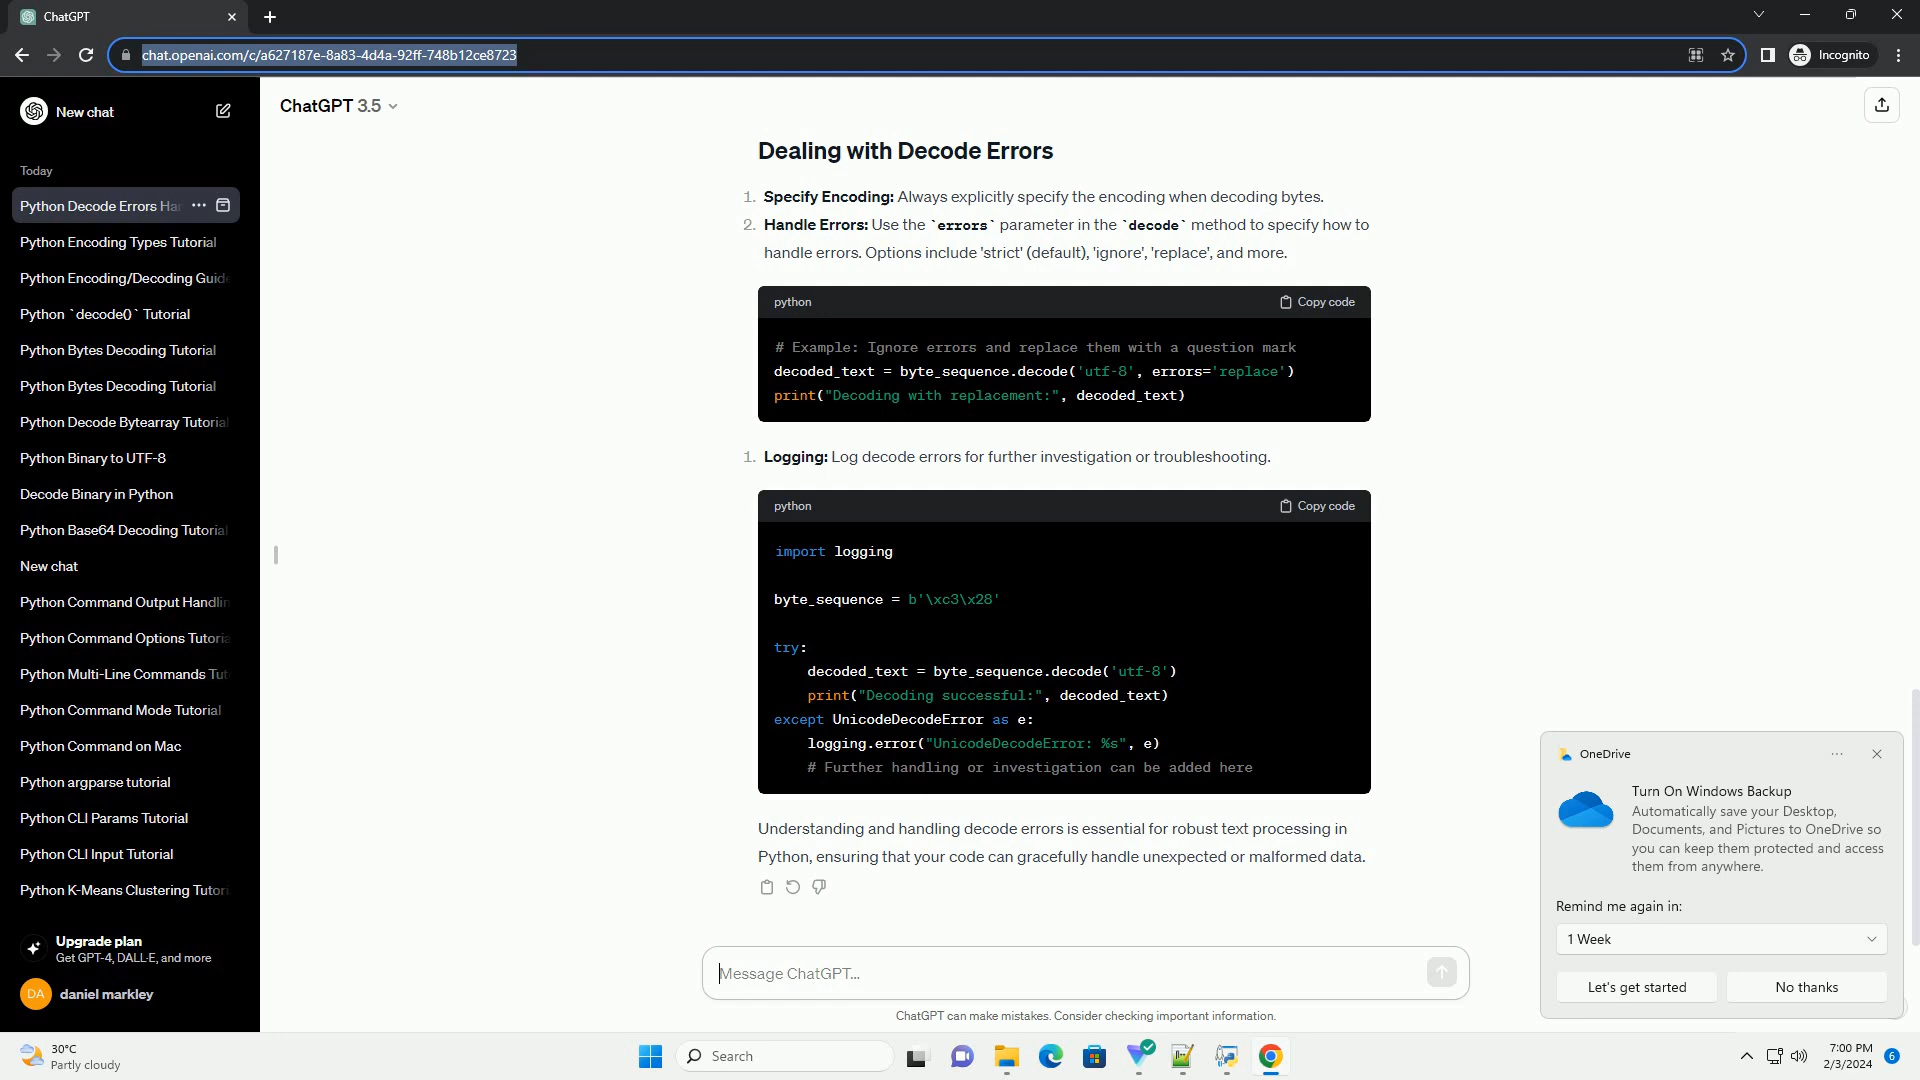 ChatGPT
chat.openai.com/c/a627187e-8a83-4d4a-92ff-748b12ce8723
Incognito
New chat
Today
Python Decode Errors Har
Python Encoding Types Tutorial
Python Encoding/Decoding Guide
Python `decode()` Tutorial
Python Bytes Decoding Tutorial
Python Bytes Decoding Tutorial
Python Decode Bytearray Tutorial
Python Binary to UTF-8
Decode Binary in Python
Python Base64 Decoding Tutorial
New chat
Python Command Output Handlin
Python Command Options Tutoria
Python Multi-Line Commands Tut
Python Command Mode Tutorial
Python Command on Mac
Python argparse tutorial
Python CLI Params Tutorial
Python CLI Input Tutorial
Python K-Means Clustering Tutori
Upgrade plan
Get GPT-4, DALL·E, and more
DA daniel markley
ChatGPT 3.5
Dealing with Decode Errors
1. Specify Encoding: Always explicitly specify the encoding when decoding bytes.
2. Handle Errors: Use the `errors` parameter in the `decode` method to specify how to
handle errors. Options include 'strict' (default), 'ignore', 'replace', and more.
python Copy code
# Example: Ignore errors and replace them with a question mark
decoded_text = byte_sequence.decode('utf-8', errors='replace')
print("Decoding with replacement:", decoded_text)
1. Logging: Log decode errors for further investigation or troubleshooting.
python Copy code
import logging
byte_sequence = b'\xc3\x28'
try:
decoded_text = byte_sequence.decode('utf-8')
print("Decoding successful:", decoded_text)
except UnicodeDecodeError as e:
logging.error("UnicodeDecodeError: %s", e)
# Further handling or investigation can be added here
Understanding and handling decode errors is essential for robust text processing in
Python, ensuring that your code can gracefully handle unexpected or malformed data.
Message ChatGPT...
ChatGPT can make mistakes. Consider checking important information.
OneDrive
Turn On Windows Backup
Automatically save your Desktop,
Documents, and Pictures to OneDrive so
you can keep them protected and access
them from anywhere.
Remind me again in:
1 Week
Let's get started No thanks
30°C
Partly cloudy
Search
7:00 PM
2/3/2024
6